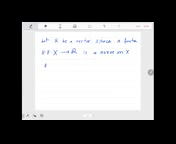 Let X be a vector space a function
X → ℝ is a norm on X